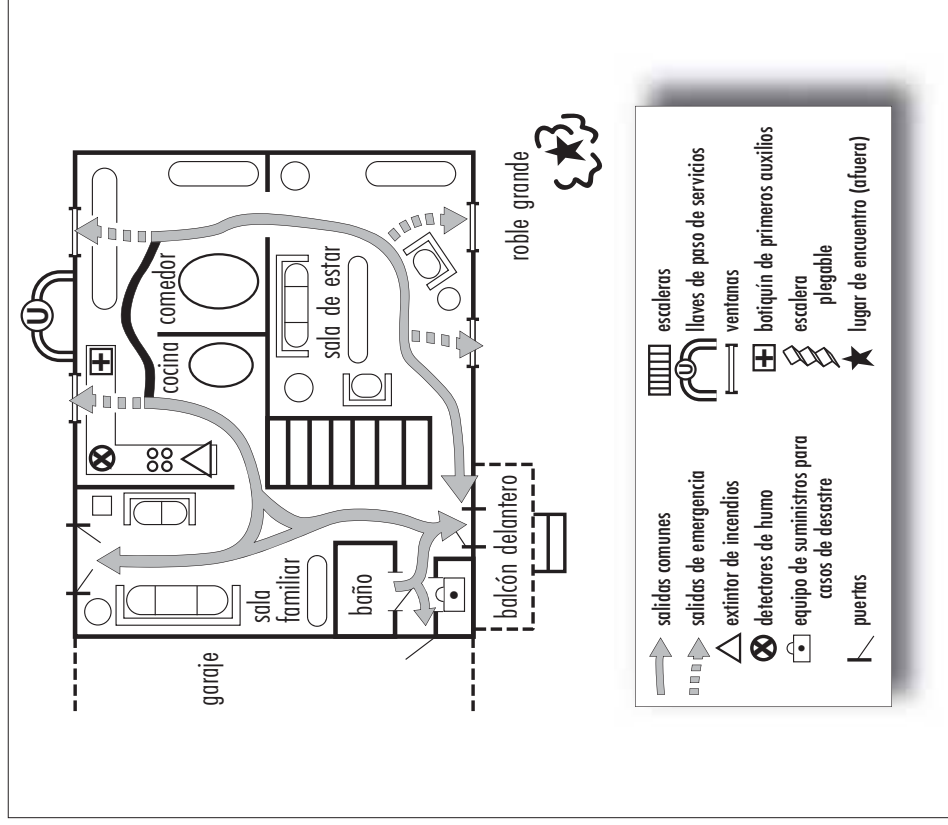 garaje
sala
familiar
baño
cocina
comedor
sala de estar
balcón delantero
roble grande
U
salidas comunes
salidas de emergencia
extintor de incendios
detectores de humo
equipo de suministros para
casos de desastre
puertas
escaleras
U
llaves de paso de servicios
ventanas
botiquín de primeros auxilios
escalera
plegable
lugar de encuentro (afuera)